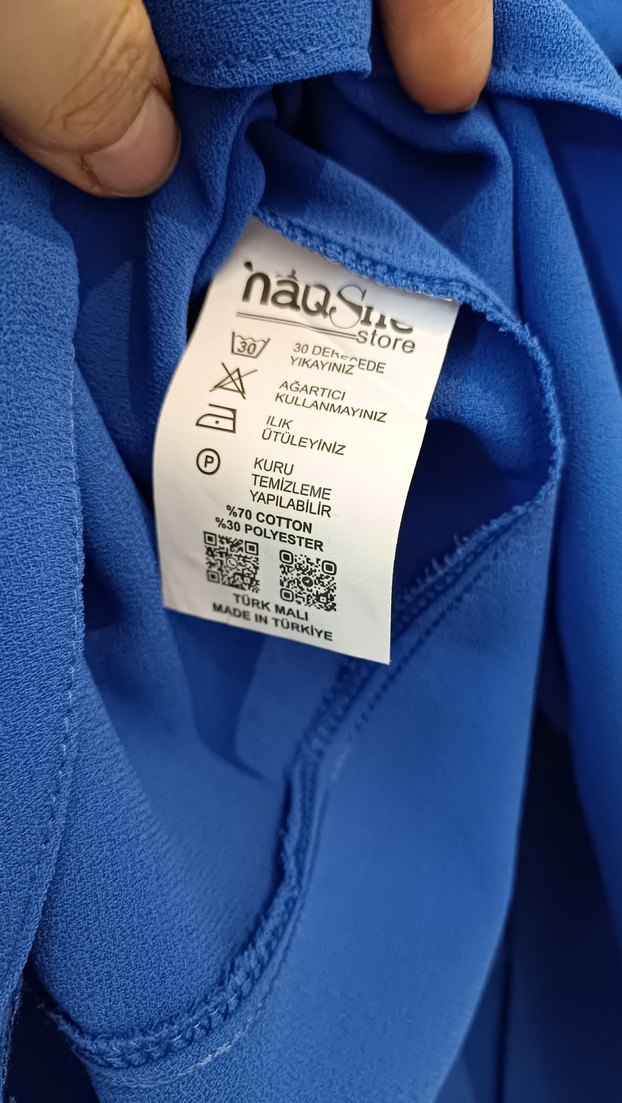 store
30
30 DERECEDE
YIKAYINIZ
AĞARTICI
KULLANMAYINIZ
ILIK
ÜTÜLEYİNİZ
P
KURU
TEMİZLEME
YAPILABİLİR
%70 COTTON
%30 POLYESTER
TÜRK MALI
MADE IN TÜRKİYE